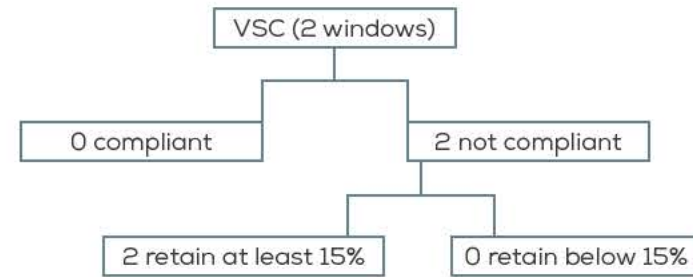 VSC (2 windows)
0 compliant
2 not compliant
2 retain at least 15%
0 retain below 15%